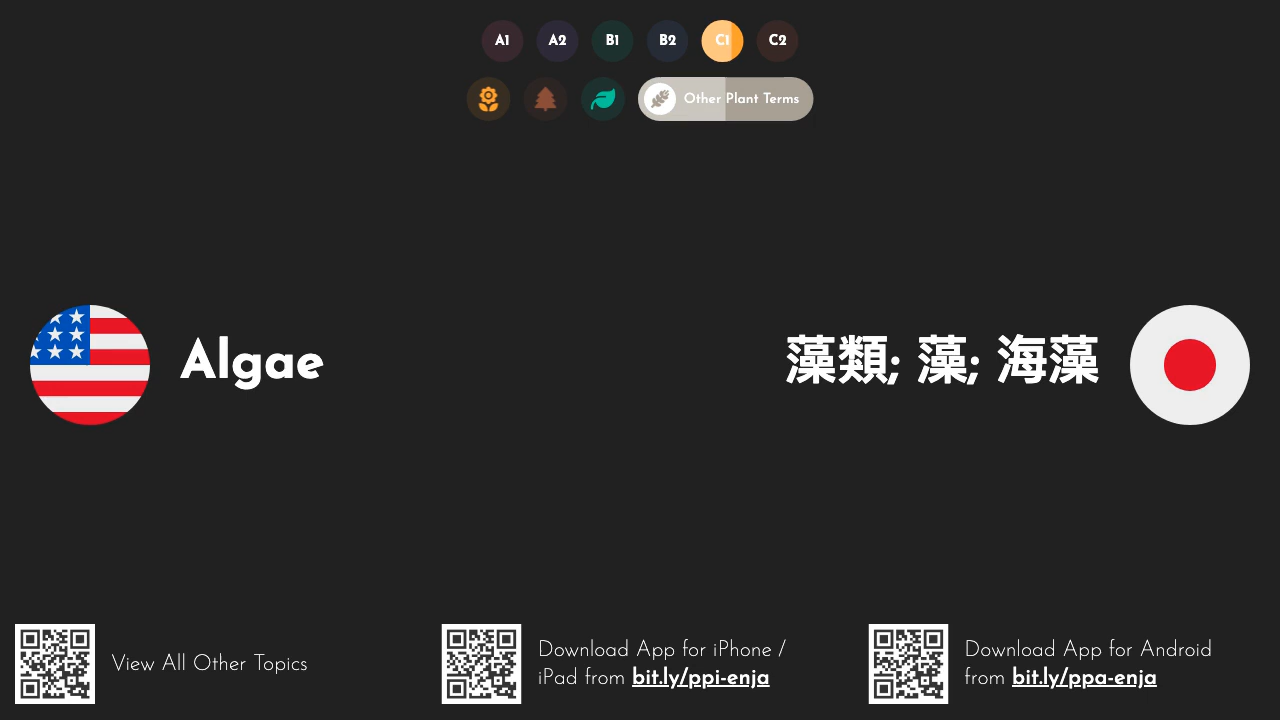 A1 A2 B1 B2 C1 C2
Other Plant Terms
Algae
藻類; 藻; 海藻
View All Other Topics
Download App for iPhone /
iPad from bit.ly/ppi-enja
Download App for Android
from bit.ly/ppa-enja